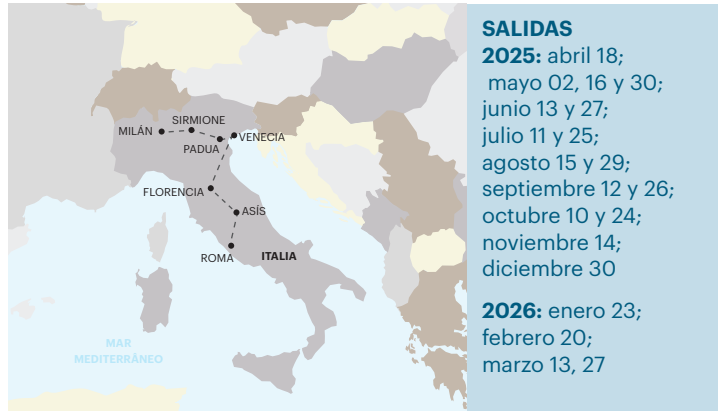 SIRMIONE
MILÁN
VENECIA
PADUA
FLORENCIA
ASÍS
ROMA
ITALIA
MAR
MEDITERRÁNEO
SALIDAS
2025: abril 18;
mayo 02, 16 y 30;
junio 13 y 27;
julio 11 y 25;
agosto 15 y 29;
septiembre 12 y 26;
octubre 10 y 24;
noviembre 14;
diciembre 30
2026: enero 23;
febrero 20;
marzo 13, 27